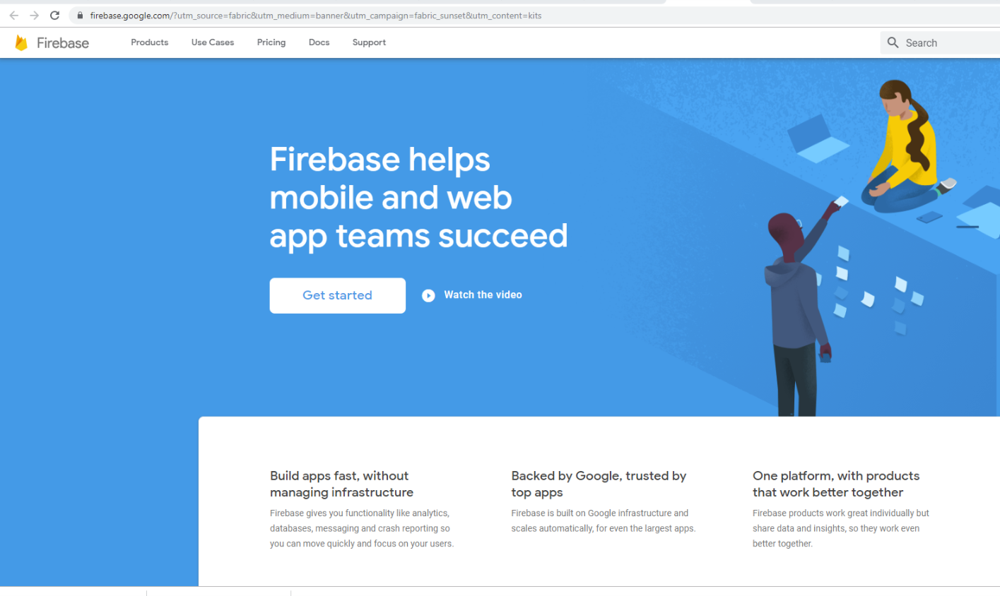 firebase.google.com/?utm_source=fabric&utm_medium=banner&utm_campaign=fabric_sunset&utm_content=kits
Firebase
Products
Use Cases
Pricing
Docs
Support
Search
Firebase helps
mobile and web
app teams succeed
Get started
Watch the video
Build apps fast, without
managing infrastructure
Firebase gives you functionality like analytics,
databases, messaging and crash reporting so
you can move quickly and focus on your users.
Backed by Google, trusted by
top apps
Firebase is built on Google infrastructure and
scales automatically, for even the largest apps.
One platform, with products
that work better together
Firebase products work great individually but
share data and insights, so they work even
better together.